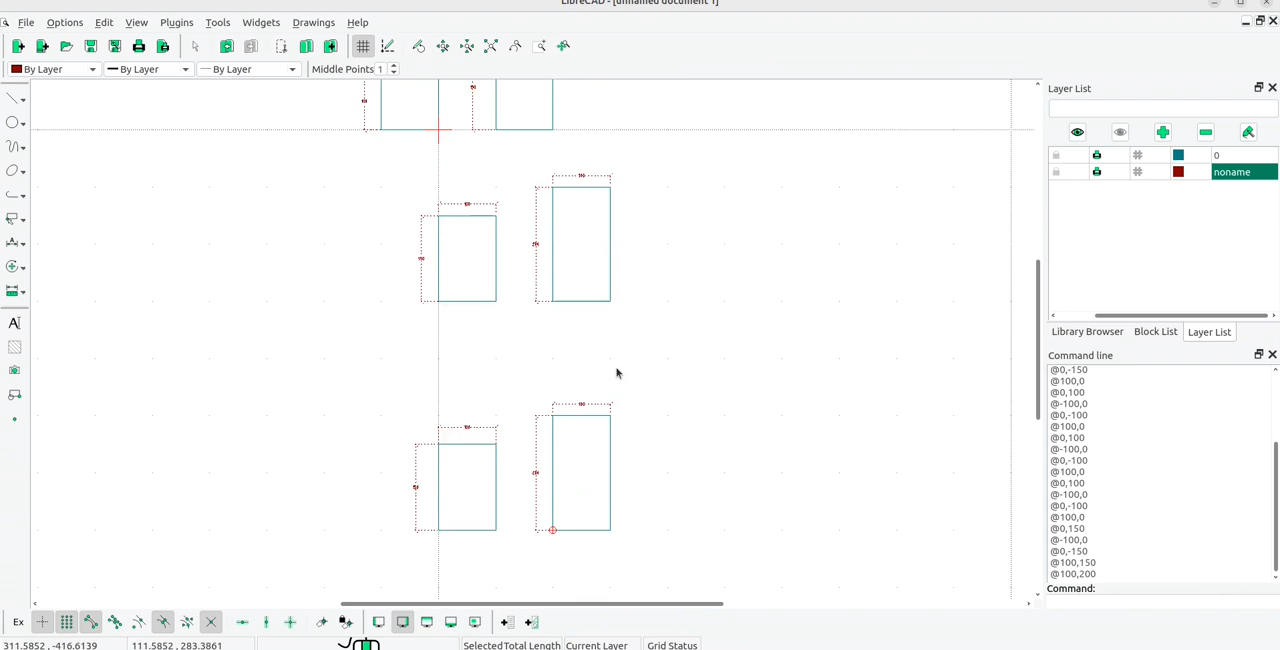 LibreCAD - [unnamed document 1]
File Options Edit View Plugins Tools Widgets Drawings Help
By Layer By Layer By Layer Middle Points 1
Layer List
0
noname
Library Browser Block List Layer List
Command line
@0,-150
@100,0
@0,100
@-100,0
@0,-100
@100,0
@0,100
@-100,0
@0,-100
@100,0
@0,100
@-100,0
@0,-100
@100,0
@0,150
@-100,0
@0,-150
@100,150
@100,200
Command:
Ex
311.5852 , -416.6139 111.5852 , 283.3861 Selected Total Length Current Layer Grid Status